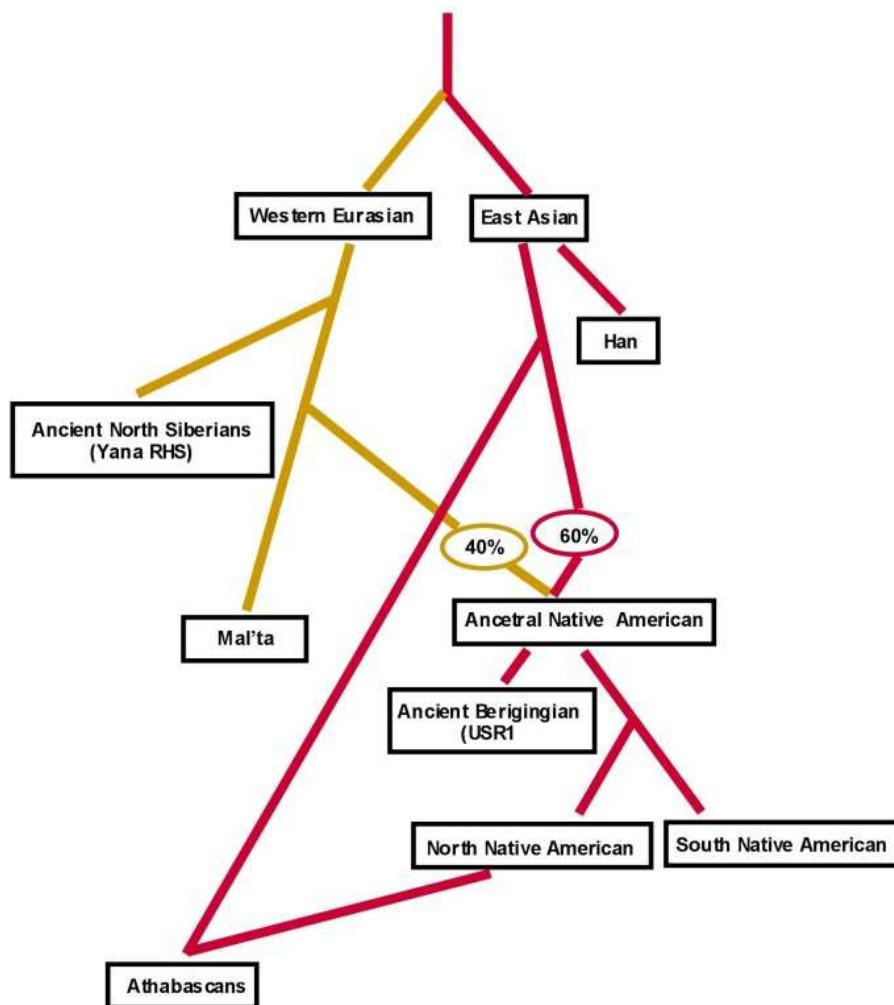 Western Eurasian
East Asian
Han
Ancient North Siberians
(Yana RHS)
40%
60%
Mal'ta
Ancetral Native American
Ancient Berigingian
(USR1
North Native American
South Native American
Athabascans